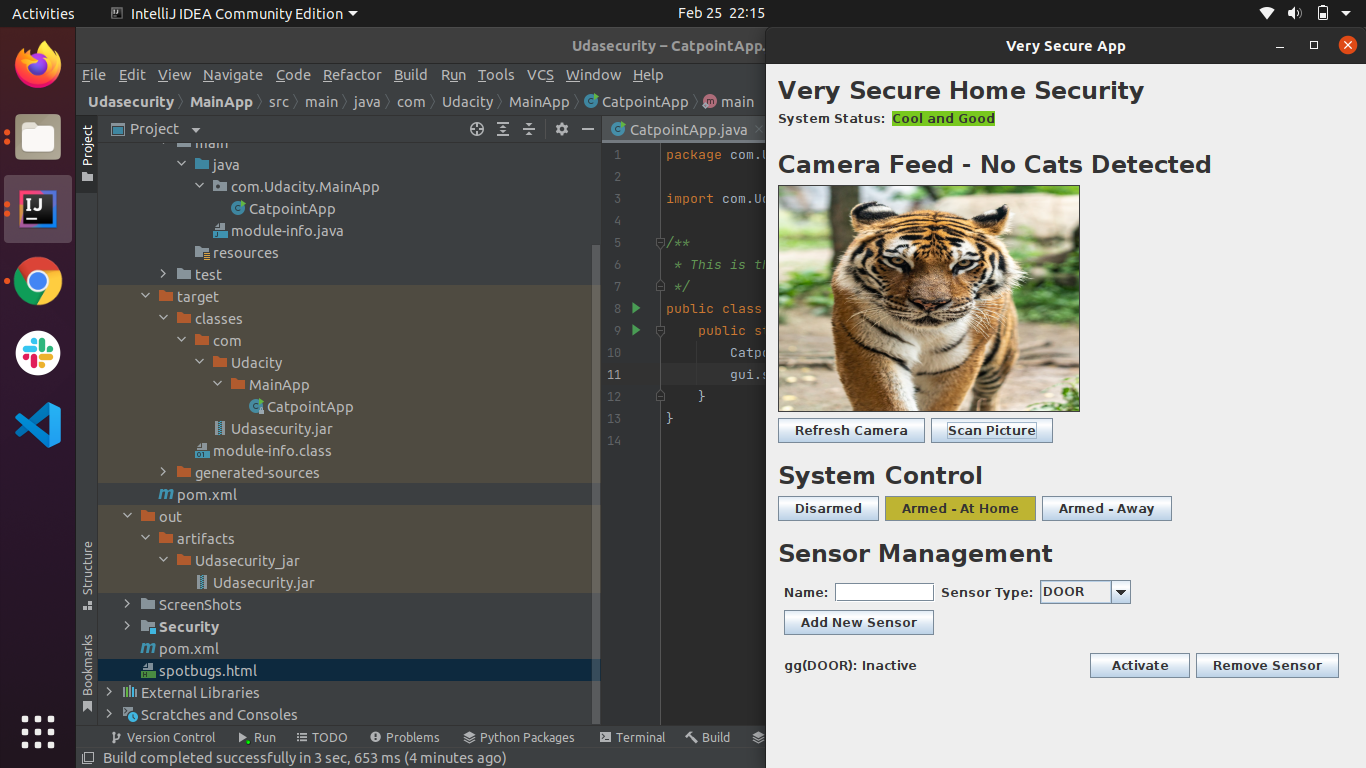 Activities
IntelliJ IDEA Community Edition
Feb 25 22:15
Udasecurity – CatpointApp.
File Edit View Navigate Code Refactor Build Run Tools VCS Window Help
Udasecurity MainApp src main java com Udacity MainApp CatpointApp main
Project
Project
Structure
Bookmarks
main
java
com.Udacity.MainApp
CatpointApp
module-info.java
resources
test
target
classes
com
Udacity
MainApp
CatpointApp
Udasecurity.jar
module-info.class
generated-sources
pom.xml
out
artifacts
Udasecurity_jar
Udasecurity.jar
ScreenShots
Security
pom.xml
spotbugs.html
External Libraries
Scratches and Consoles
CatpointApp.java
1 package com.U
2
3 import com.Ud
4
5 /**
6 * This is th
7 */
8 public class
9 public st
10 Catpo
11 gui.s
12 }
13 }
14
Version Control Run TODO Problems Python Packages Terminal Build
Build completed successfully in 3 sec, 653 ms (4 minutes ago)
Very Secure App
Very Secure Home Security
System Status: Cool and Good
Camera Feed - No Cats Detected
Refresh Camera Scan Picture
System Control
Disarmed Armed - At Home Armed - Away
Sensor Management
Name: Sensor Type: DOOR
Add New Sensor
gg(DOOR): Inactive Activate Remove Sensor